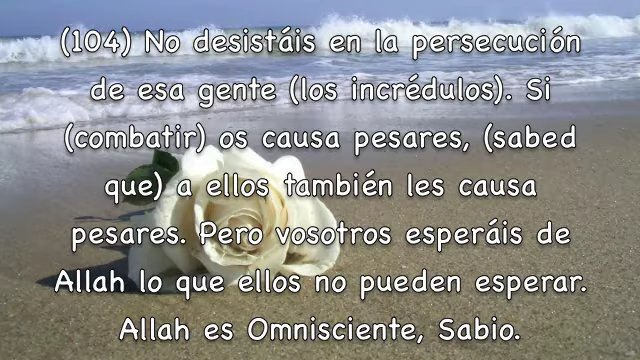 (104) No desistáis en la persecución
de esa gente (los incrédulos). Si
(combatir) os causa pesares, (sabed
que) a ellos también les causa
pesares. Pero vosotros esperáis de
Allah lo que ellos no pueden esperar.
Allah es Omnisciente, Sabio.